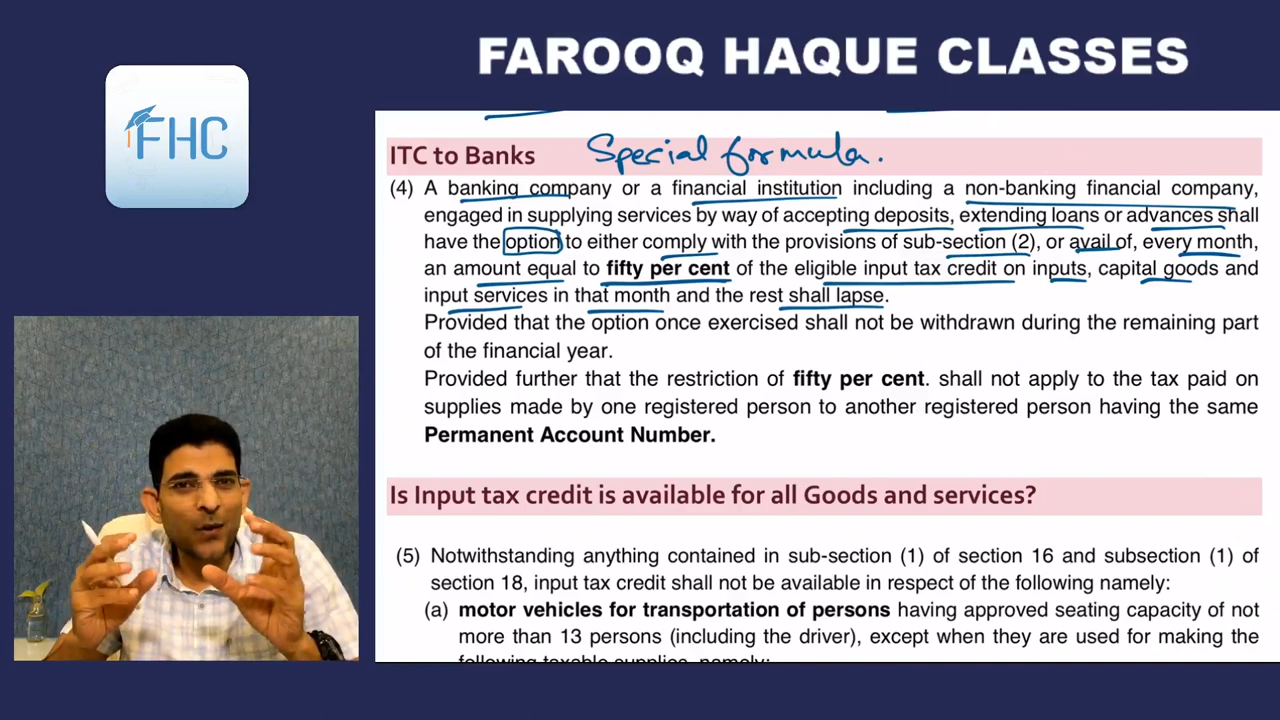 FAROOQ HAQUE CLASSES
FHC
ITC to Banks Special formula.
(4) A banking company or a financial institution including a non-banking financial company,
engaged in supplying services by way of accepting deposits, extending loans or advances shall
have the option to either comply with the provisions of sub-section (2), or avail of, every month,
an amount equal to fifty per cent of the eligible input tax credit on inputs, capital goods and
input services in that month and the rest shall lapse.
Provided that the option once exercised shall not be withdrawn during the remaining part
of the financial year.
Provided further that the restriction of fifty per cent. shall not apply to the tax paid on
supplies made by one registered person to another registered person having the same
Permanent Account Number.
Is Input tax credit is available for all Goods and services?
(5) Notwithstanding anything contained in sub-section (1) of section 16 and subsection (1) of
section 18, input tax credit shall not be available in respect of the following namely:
(a) motor vehicles for transportation of persons having approved seating capacity of not
more than 13 persons (including the driver), except when they are used for making the
following taxable supplies, namely: